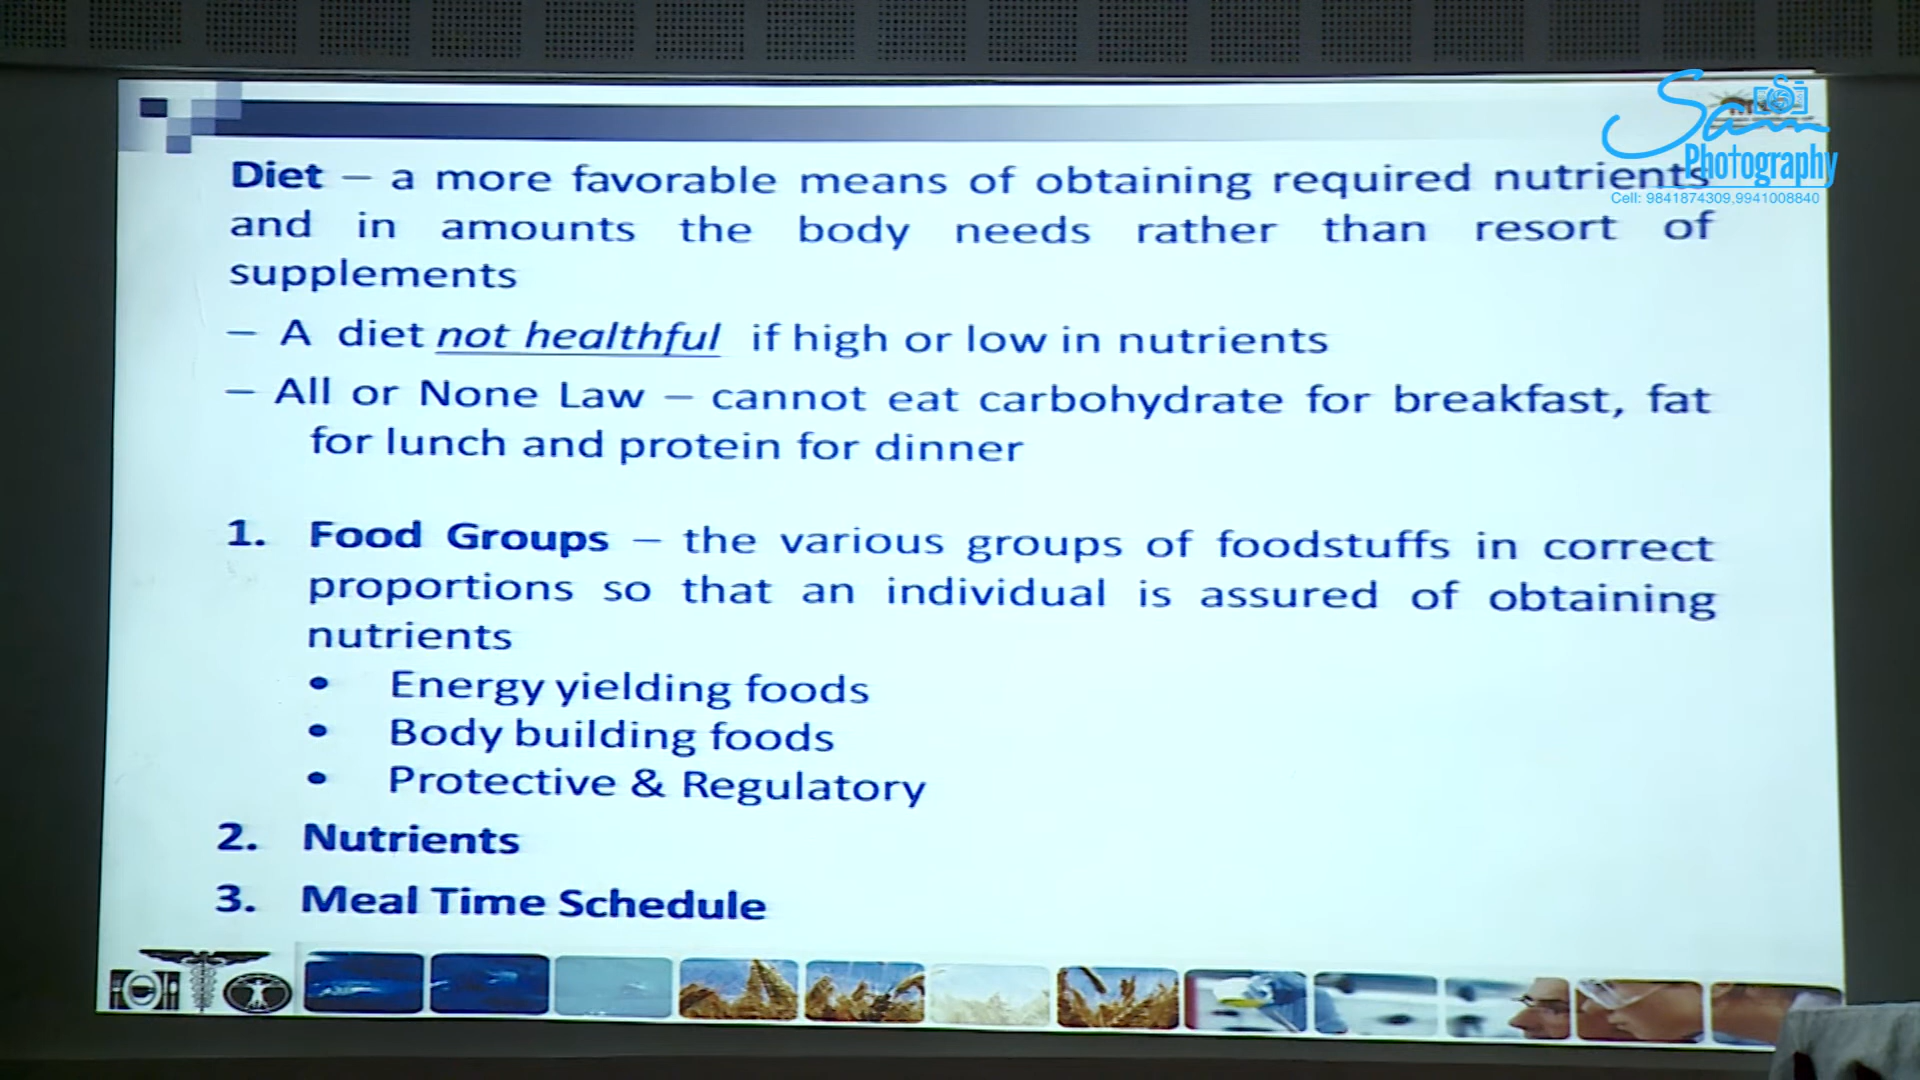 Sam
Photography
Cell: 9841874309,9941008840
Diet – a more favorable means of obtaining required nutrients
and in amounts the body needs rather than resort of
supplements
– A diet not healthful if high or low in nutrients
– All or None Law – cannot eat carbohydrate for breakfast, fat
for lunch and protein for dinner
1. Food Groups – the various groups of foodstuffs in correct
proportions so that an individual is assured of obtaining
nutrients
• Energy yielding foods
• Body building foods
• Protective & Regulatory
2. Nutrients
3. Meal Time Schedule